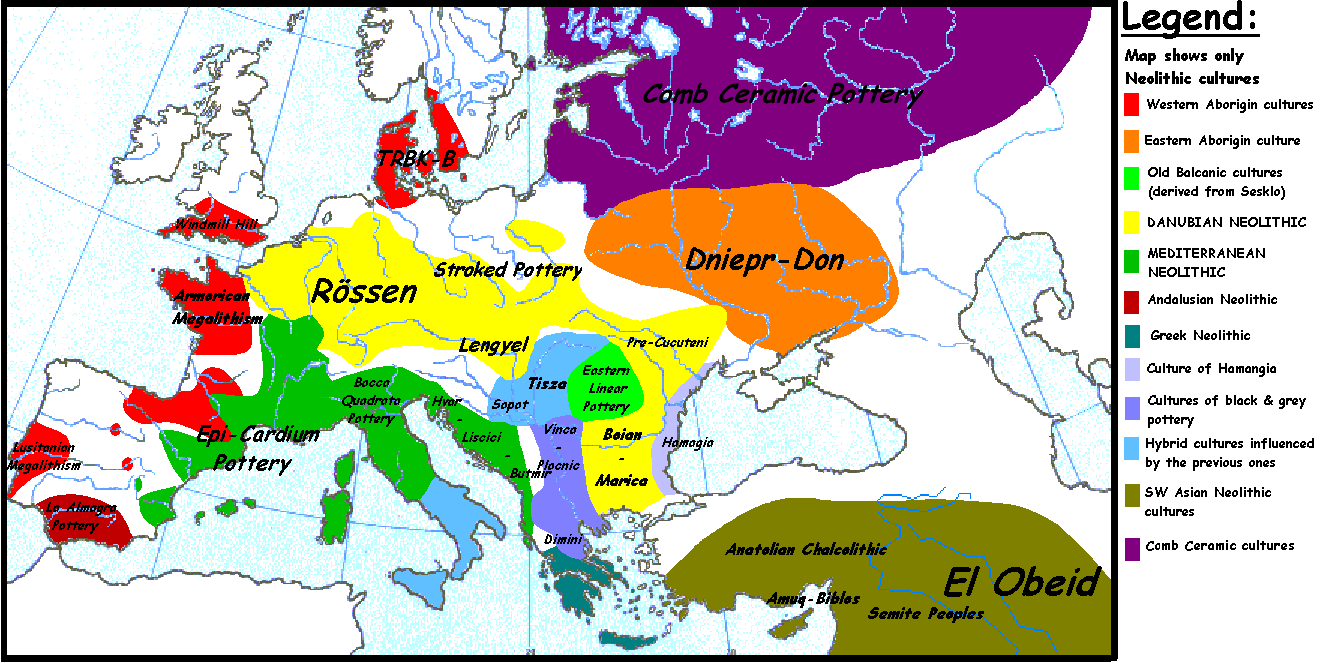 Legend:
Map shows only
Neolithic cultures
Western Aborigin cultures
Eastern Aborigin culture
Old Balcanic cultures
(derived from Sesklo)
DANUBIAN NEOLITHIC
MEDITERRANEAN
NEOLITHIC
Andalusian Neolithic
Greek Neolithic
Culture of Hamangia
Cultures of black & grey
pottery
Hybrid cultures influenced
by the previous ones
SW Asian Neolithic
cultures
Comb Ceramic cultures
Comb Ceramic Pottery
TRBK-B
Windmill Hill
Dniepr-Don
Stroked Pottery
Rössen
Armorican
Megalithism
Lengyel
Pre-Cucuteni
Eastern
Linear
Pottery
Tisza
Sopot
Bocca
Quadrata
Pottery
Hvar
-
Liscici
-
Butmir
Vinca
-
Plocnic
Boian
-
Marica
Hamagia
Epi-Cardium
Pottery
Lusitanian
Megalithism
La Almagra
Pottery
Dimini
Anatolian Chalcolithic
El Obeid
Amuq-Biblos
Semite Peoples